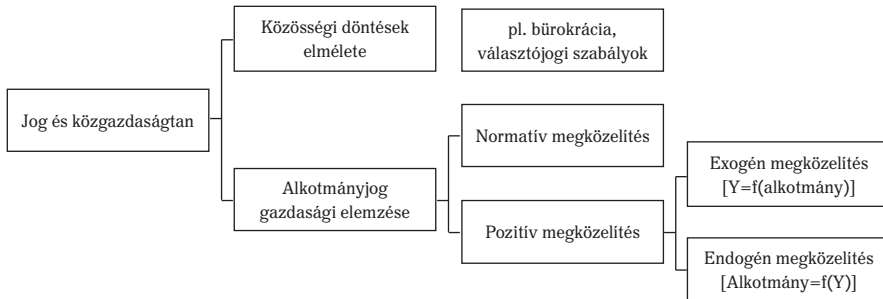 Közösségi döntések
elmélete
pl. bürokrácia,
választójogi szabályok
Jog és közgazdaságtan
Normatív megközelítés
Alkotmányjog
gazdasági elemzése
Pozitív megközelítés
Exogén megközelítés
[Y=f(alkotmány)]
Endogén megközelítés
[Alkotmány=f(Y)]